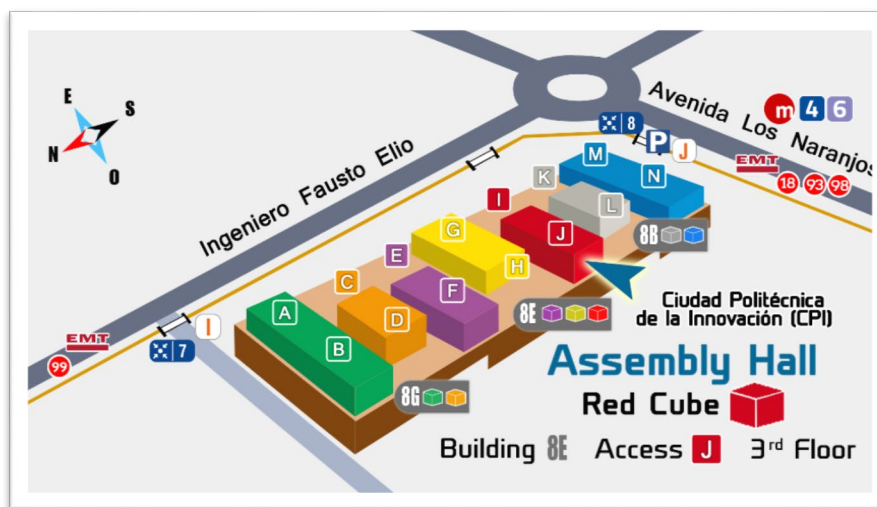 E
S
N
O
Ingeniero Fausto Elio
Avenida Los Naranjos
m 4 6
8
P
J
EMT
18 93 98
M
N
K
L
I
J
G
H
E
F
C
D
A
B
8B
8E
8G
I
7
EMT
99
Ciudad Politécnica
de la Innovación (CPI)
Assembly Hall
Red Cube
Building 8E Access J 3rd Floor